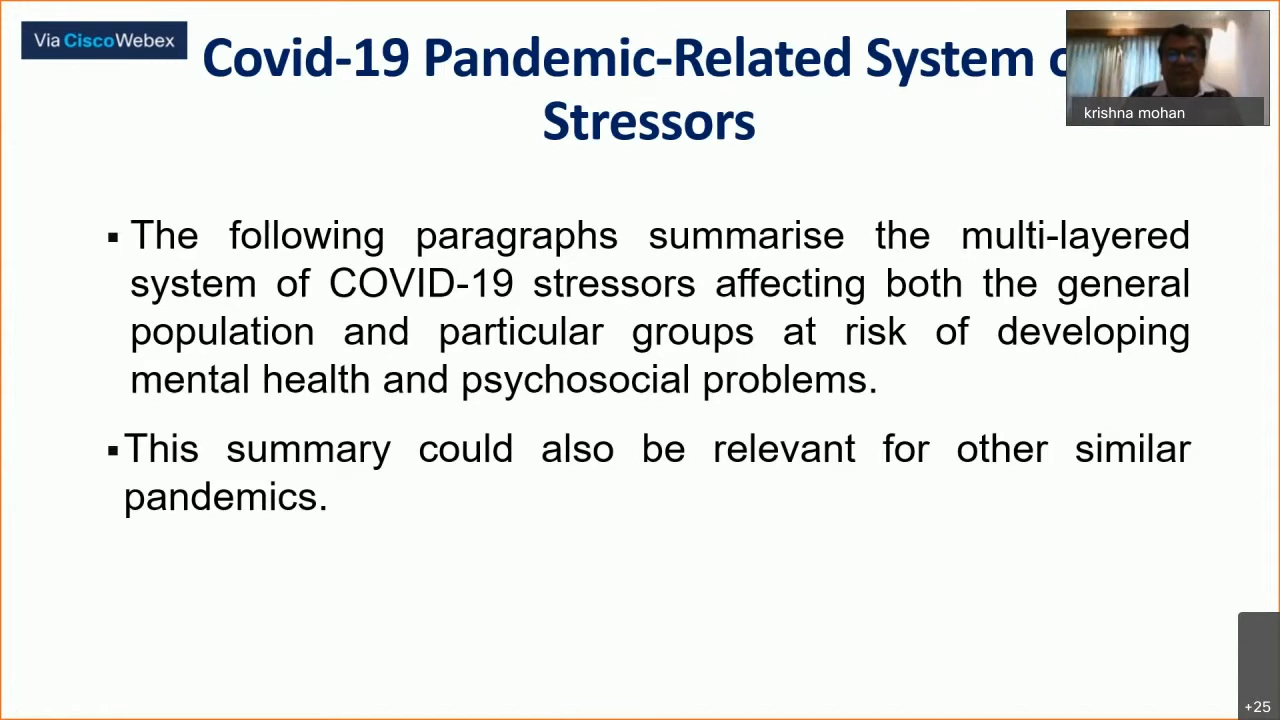 Via CiscoWebex
Covid-19 Pandemic-Related System
Stressors
krishna mohan
▪ The following paragraphs summarise the multi-layered
system of COVID-19 stressors affecting both the general
population and particular groups at risk of developing
mental health and psychosocial problems.
▪ This summary could also be relevant for other similar
pandemics.
+25